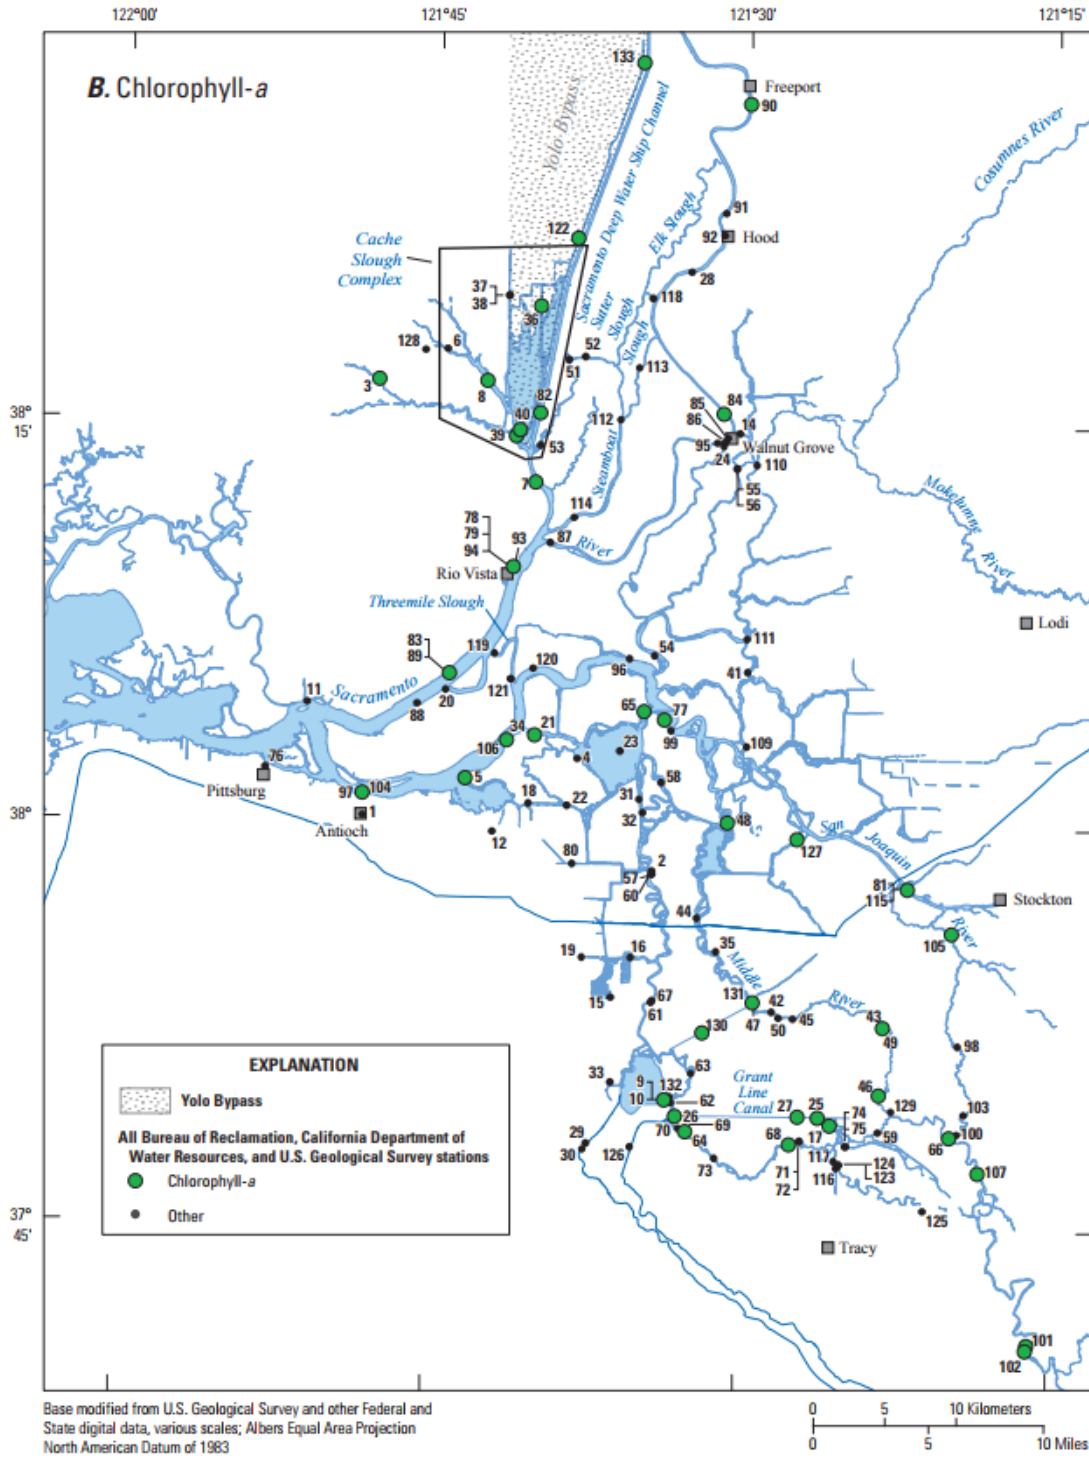 122°00' 121°45' 121°30' 121°15'
B. Chlorophyll-a
133
Freeport
90
Yolo Bypass
Sacramento Deep Water Ship Channel
Cosumnes River
Elk Slough
91
92 Hood
122
Cache
Slough
Complex
28
37
38
118
36
Sutter
Slough
Slough
128 6
52
51
113
3
8
82
84
38°
15'
40
39
85
86
14
112
53
95
Walnut Grove
24
110
Steamboat
7
55
56
Mokelumne
River
114
78
79
94
93
87
River
Rio Vista
Threemile Slough
Lodi
83
89
119
54
111
120
96
41
121
11
Sacramento
20
88
65
77
34
21
106
99
23
109
4
76
58
5
Pittsburg
31
97
104
18
22
1
32
48
38°
00'
Antioch
San
Joaquin
12
127
80
2
57
60
81
115
Stockton
44
105
River
35
19
16
Middle
15
67
61
131
42
47
50
45
River
43
49
130
98
EXPLANATION
Yolo Bypass
All Bureau of Reclamation, California Department of
Water Resources, and U.S. Geological Survey stations
Chlorophyll-a
Other
63
33
9
10
132
62
Grant
Line
Canal
46
27
25
74
75
129
103
26
69
70
64
59
100
66
29
30
126
68
17
73
71
72
117
116
124
123
107
125
37°
45'
Tracy
101
102
Base modified from U.S. Geological Survey and other Federal and
State digital data, various scales; Albers Equal Area Projection
North American Datum of 1983
0 5 10 Kilometers
0 5 10 Miles